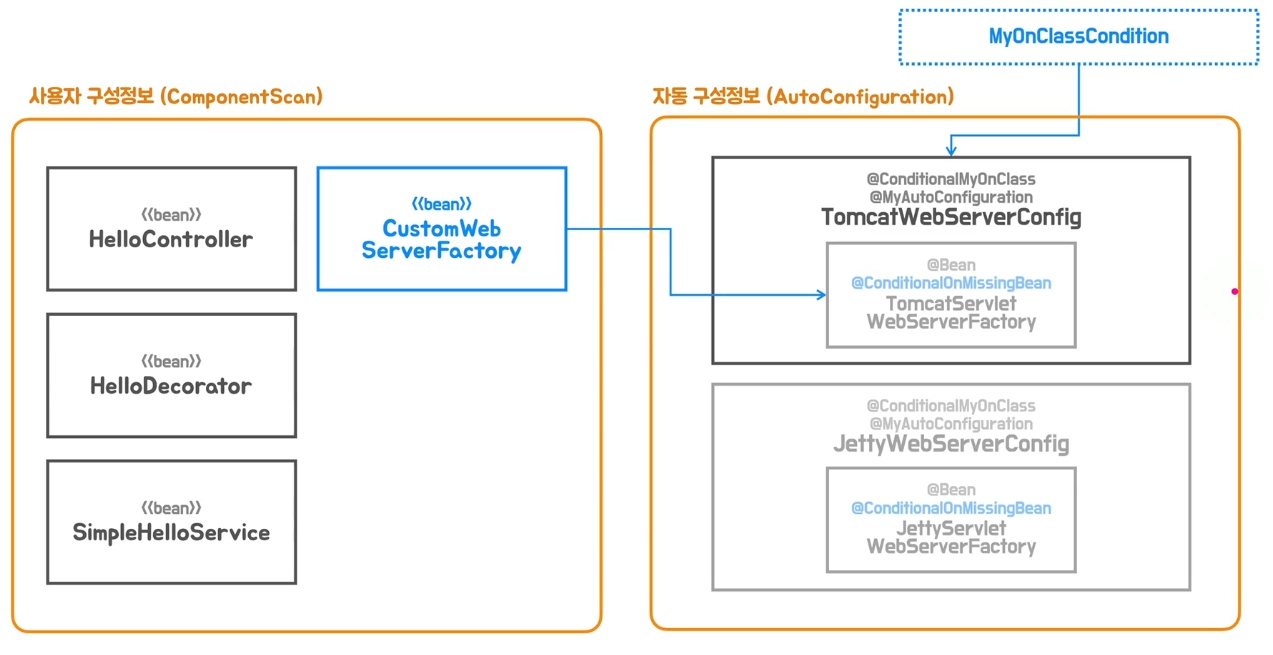 MyOnClassCondition
사용자 구성정보 (ComponentScan)
자동 구성정보 (AutoConfiguration)
<<bean>>
HelloController
<<bean>>
CustomWeb
ServerFactory
<<bean>>
HelloDecorator
<<bean>>
SimpleHelloService
@ConditionalMyOnClass
@MyAutoConfiguration
TomcatWebServerConfig
@Bean
@ConditionalOnMissingBean
TomcatServlet
WebServerFactory
@ConditionalMyOnClass
@MyAutoConfiguration
JettyWebServerConfig
@Bean
@ConditionalOnMissingBean
JettyServlet
WebServerFactory